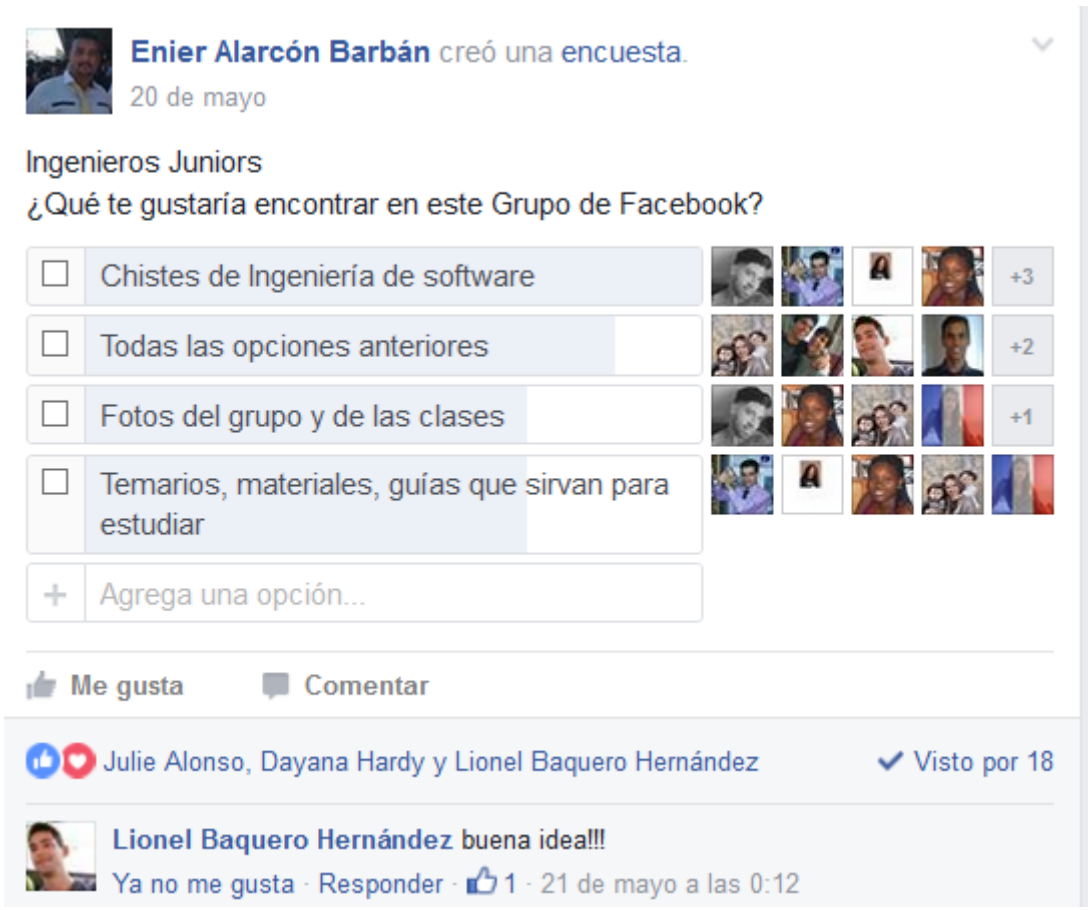 Enier Alarcón Barbán creó una encuesta.
20 de mayo
Ingenieros Juniors
¿Qué te gustaría encontrar en este Grupo de Facebook?
Chistes de Ingeniería de software
+3
Todas las opciones anteriores
+2
Fotos del grupo y de las clases
+1
Temarios, materiales, guías que sirvan para
estudiar
+ Agrega una opción...
Me gusta Comentar
Julie Alonso, Dayana Hardy y Lionel Baquero Hernández
Visto por 18
Lionel Baquero Hernández buena idea!!!
Ya no me gusta · Responder · 1 · 21 de mayo a las 0:12